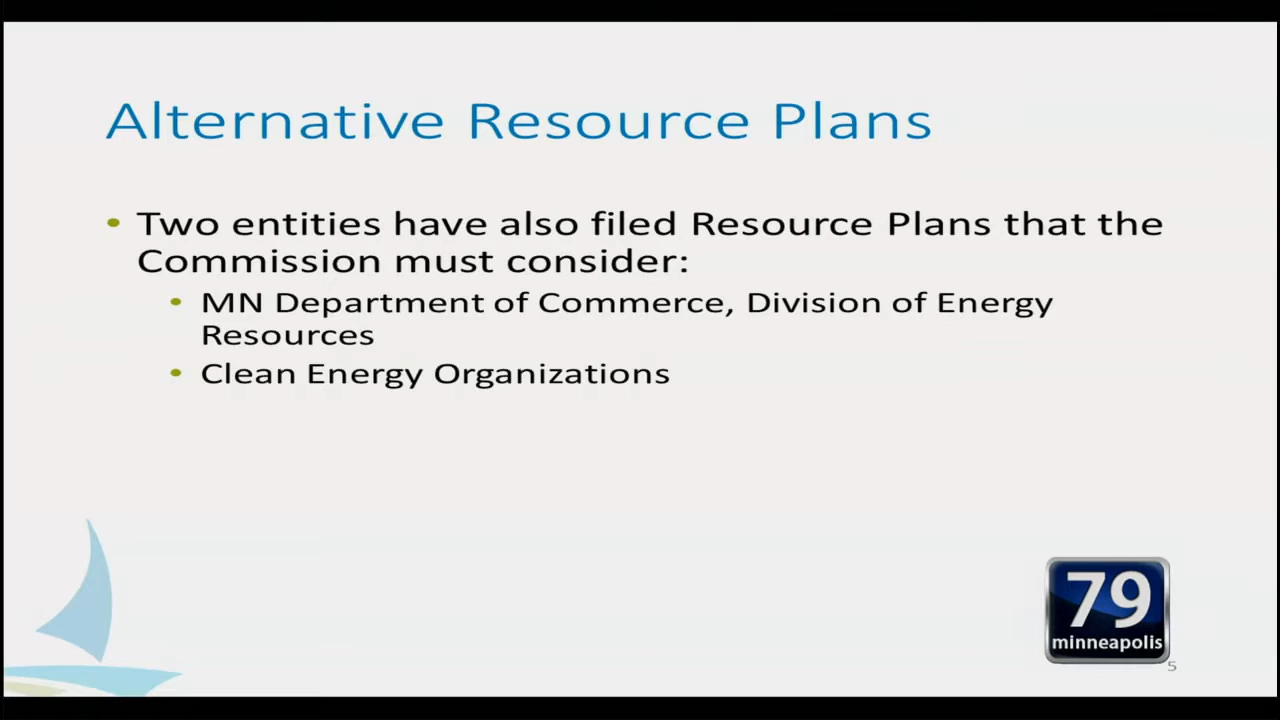 Alternative Resource Plans
• Two entities have also filed Resource Plans that the
Commission must consider:
• MN Department of Commerce, Division of Energy
Resources
• Clean Energy Organizations
79
minneapolis
5